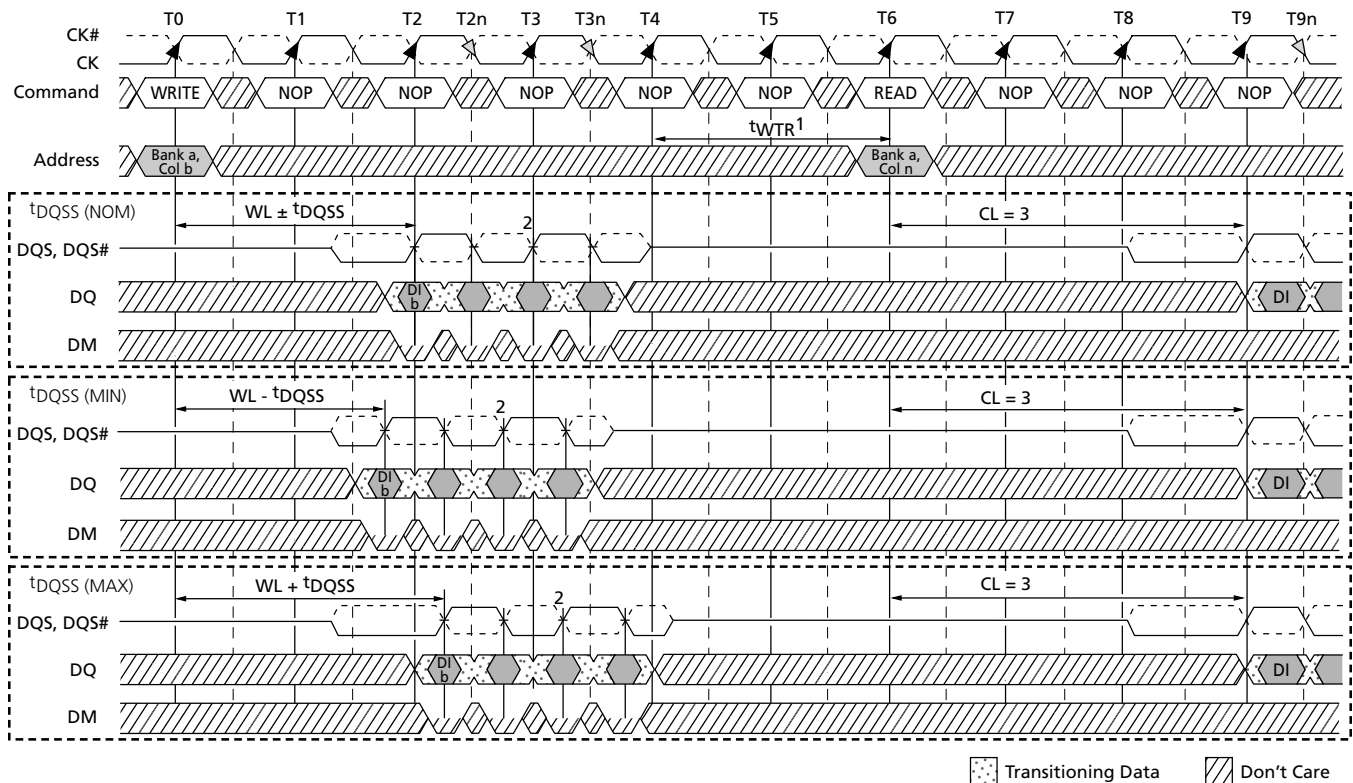 T0 T1 T2 T2n T3 T3n T4 T5 T6 T7 T8 T9 T9n
CK#
CK
Command WRITE NOP NOP NOP NOP NOP READ NOP NOP NOP
tWTR1
Address Bank a, Col b Bank a, Col n
tDQSS (NOM) WL ± tDQSS 2 CL = 3
DQS, DQS#
DQ DI b DI
DM
tDQSS (MIN) WL - tDQSS 2 CL = 3
DQS, DQS#
DQ DI b DI
DM
tDQSS (MAX) WL + tDQSS 2 CL = 3
DQS, DQS#
DQ DI b DI
DM
Transitioning Data Don't Care